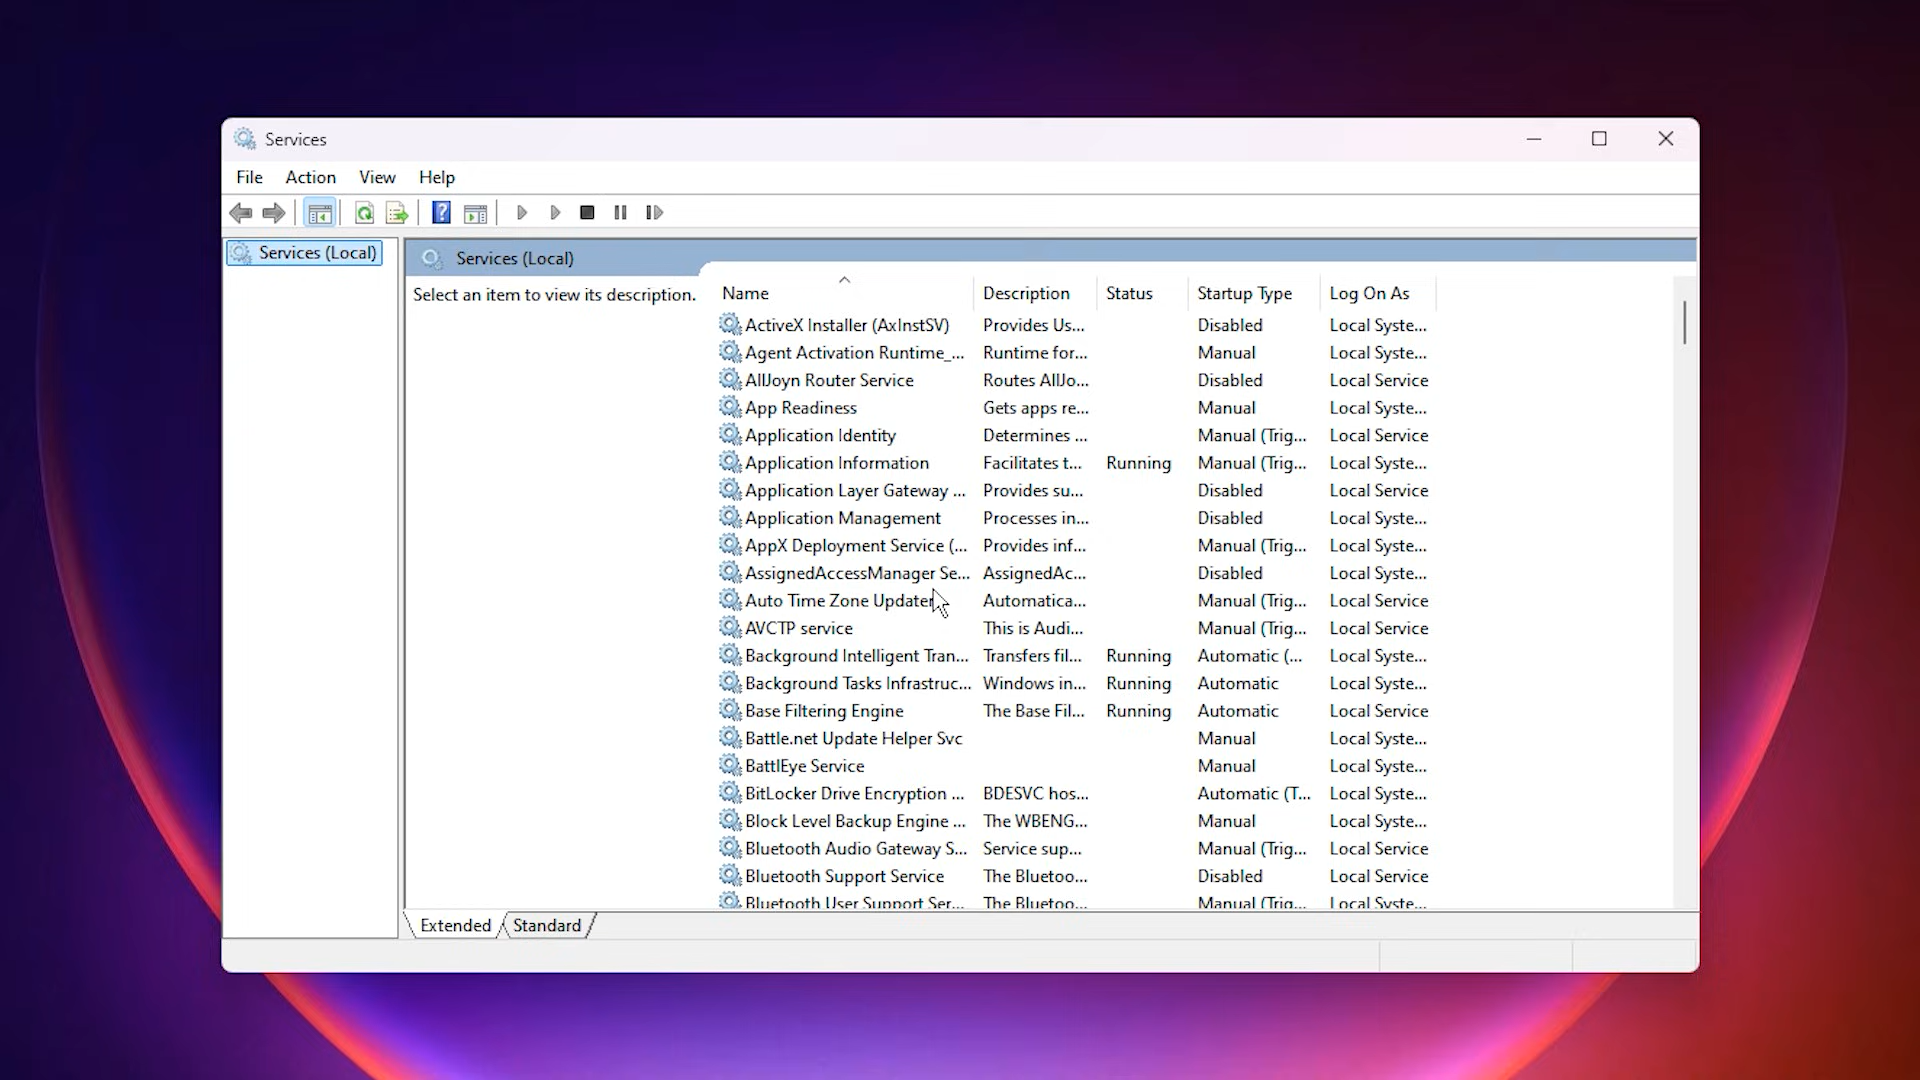 Services
File Action View Help
Services (Local)
Services (Local)
Select an item to view its description.
Name Description Status Startup Type Log On As
ActiveX Installer (AxInstSV) Provides Us... Disabled Local Syste...
Agent Activation Runtime_... Runtime for... Manual Local Syste...
AllJoyn Router Service Routes AllJo... Disabled Local Service
App Readiness Gets apps re... Manual Local Syste...
Application Identity Determines ... Manual (Trig... Local Service
Application Information Facilitates t... Running Manual (Trig... Local Syste...
Application Layer Gateway ... Provides su... Disabled Local Service
Application Management Processes in... Disabled Local Syste...
AppX Deployment Service (... Provides inf... Manual (Trig... Local Syste...
AssignedAccessManager Se... AssignedAc... Disabled Local Syste...
Auto Time Zone Updater Automatica... Manual (Trig... Local Service
AVCTP service This is Audi... Manual (Trig... Local Service
Background Intelligent Tran... Transfers fil... Running Automatic (... Local Syste...
Background Tasks Infrastruc... Windows in... Running Automatic Local Syste...
Base Filtering Engine The Base Fil... Running Automatic Local Service
Battle.net Update Helper Svc Manual Local Syste...
BattlEye Service Manual Local Syste...
BitLocker Drive Encryption ... BDESVC hos... Automatic (T... Local Syste...
Block Level Backup Engine ... The WBENG... Manual Local Syste...
Bluetooth Audio Gateway S... Service sup... Manual (Trig... Local Service
Bluetooth Support Service The Bluetoo... Disabled Local Service
Bluetooth User Support Ser... The Bluetoo... Manual (Trig... Local Syste...
Extended Standard